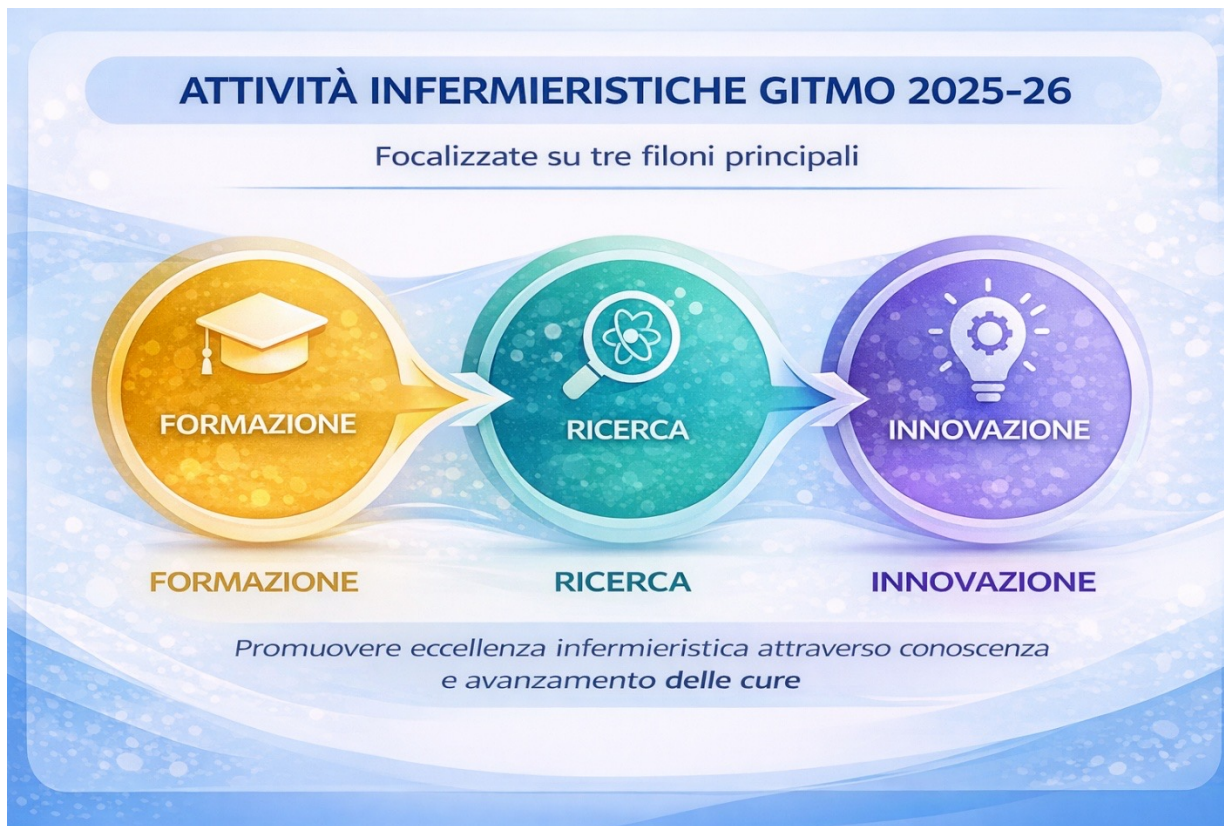 ATTIVITÀ INFERMIERISTICHE GITMO 2025-26
Focalizzate su tre filoni principali
FORMAZIONE
RICERCA
INNOVAZIONE
FORMAZIONE
RICERCA
INNOVAZIONE
Promuovere eccellenza infermieristica attraverso conoscenza
e avanzamento delle cure